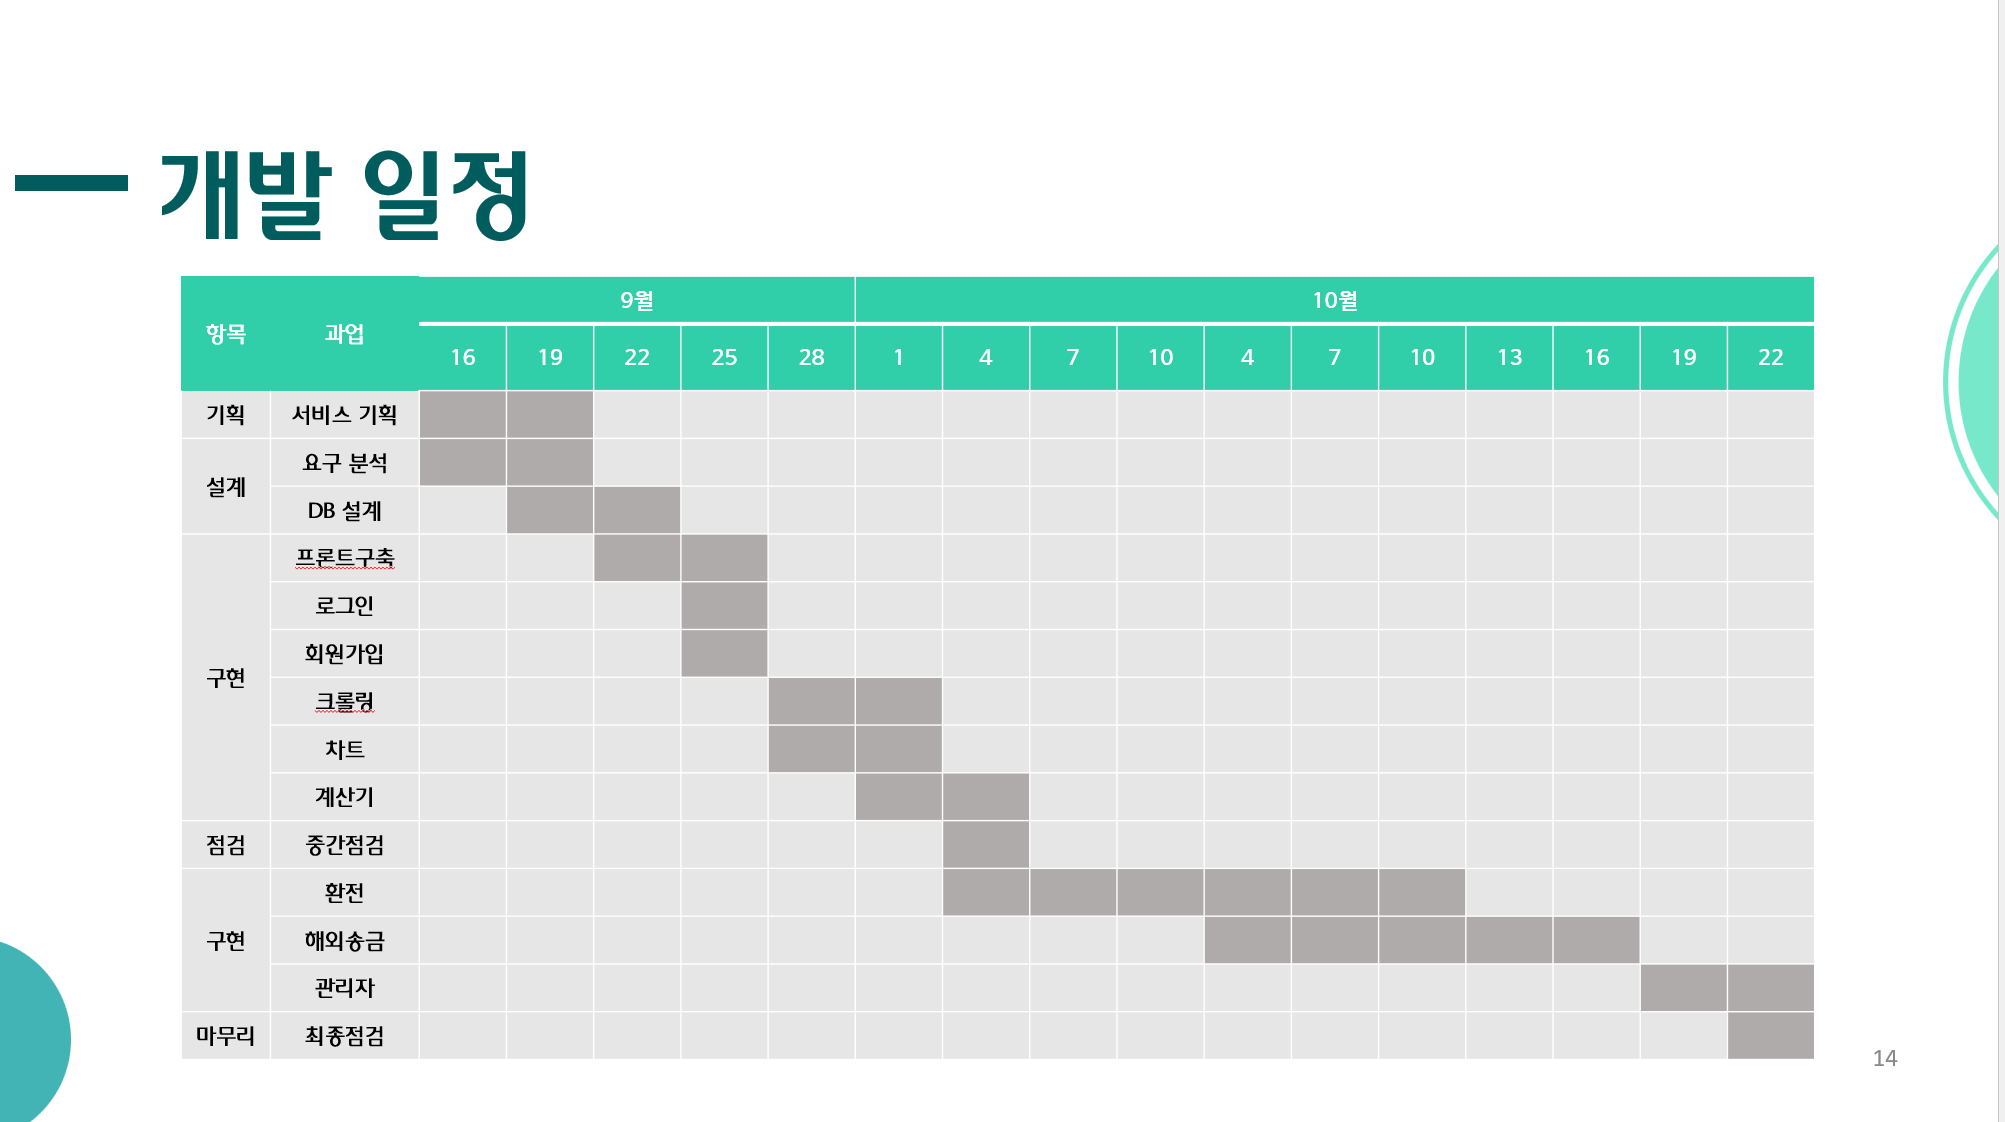 개발 일정
항목 과업 9월 10월
16 19 22 25 28 1 4 7 10 4 7 10 13 16 19 22
기획 서비스 기획
설계 요구 분석
DB 설계
구현 프론트구축
로그인
회원가입
크롤링
차트
계산기
점검 중간점검
구현 환전
해외송금
관리자
마무리 최종점검
14